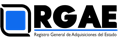 RGAE
Registro General de Adquisiciones del Estado